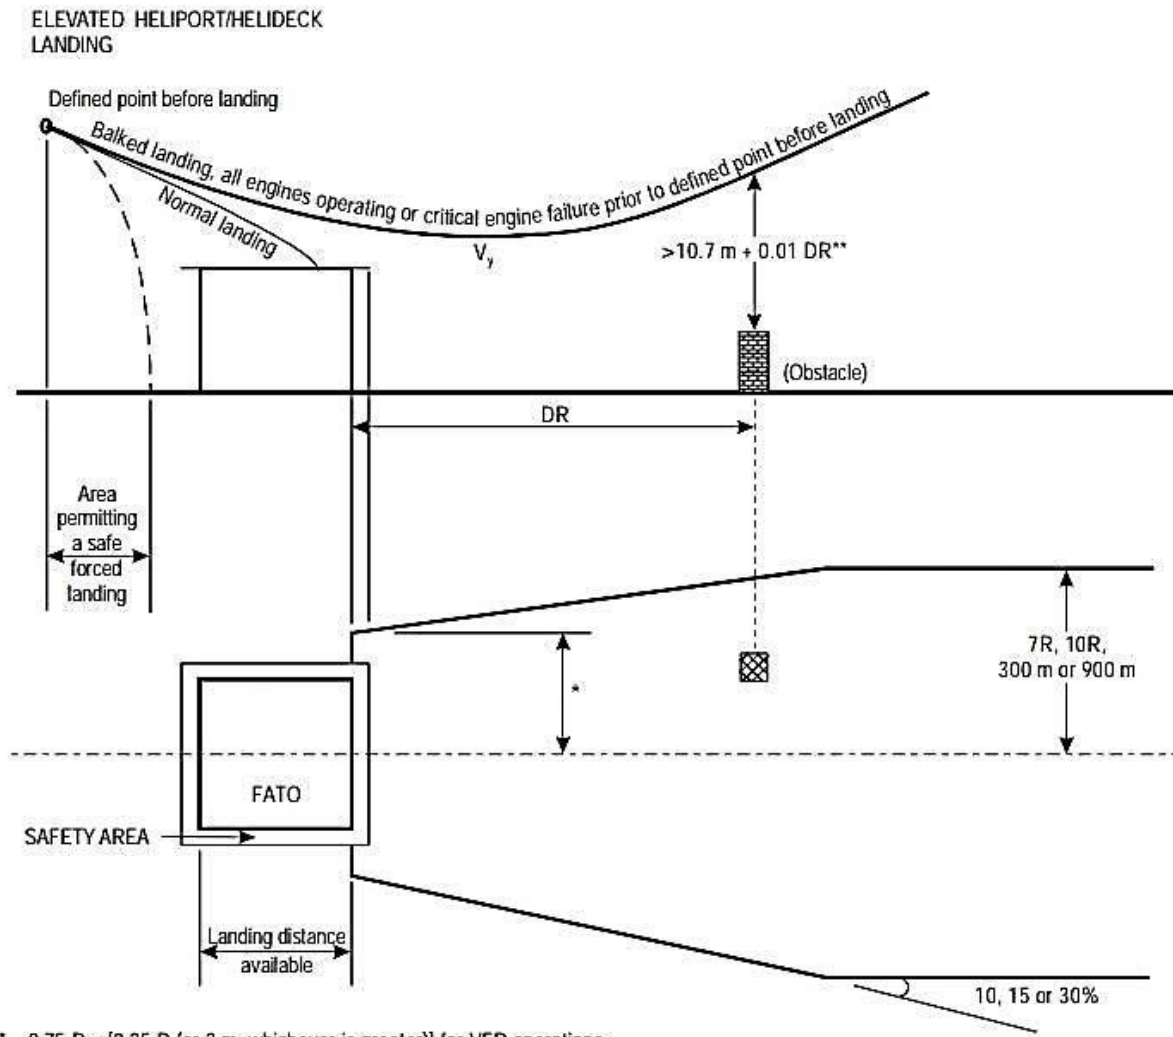 ELEVATED HELIPORT/HELIDECK
LANDING
Defined point before landing
Balked landing, all engines operating or critical engine failure prior to defined point before landing
Normal landing
Vy
>10.7 m + 0.01 DR**
(Obstacle)
DR
Area
permitting
a safe
forced
landing
*
7R, 10R,
300 m or 900 m
FATO
SAFETY AREA
Landing distance
available
10, 15 or 30%